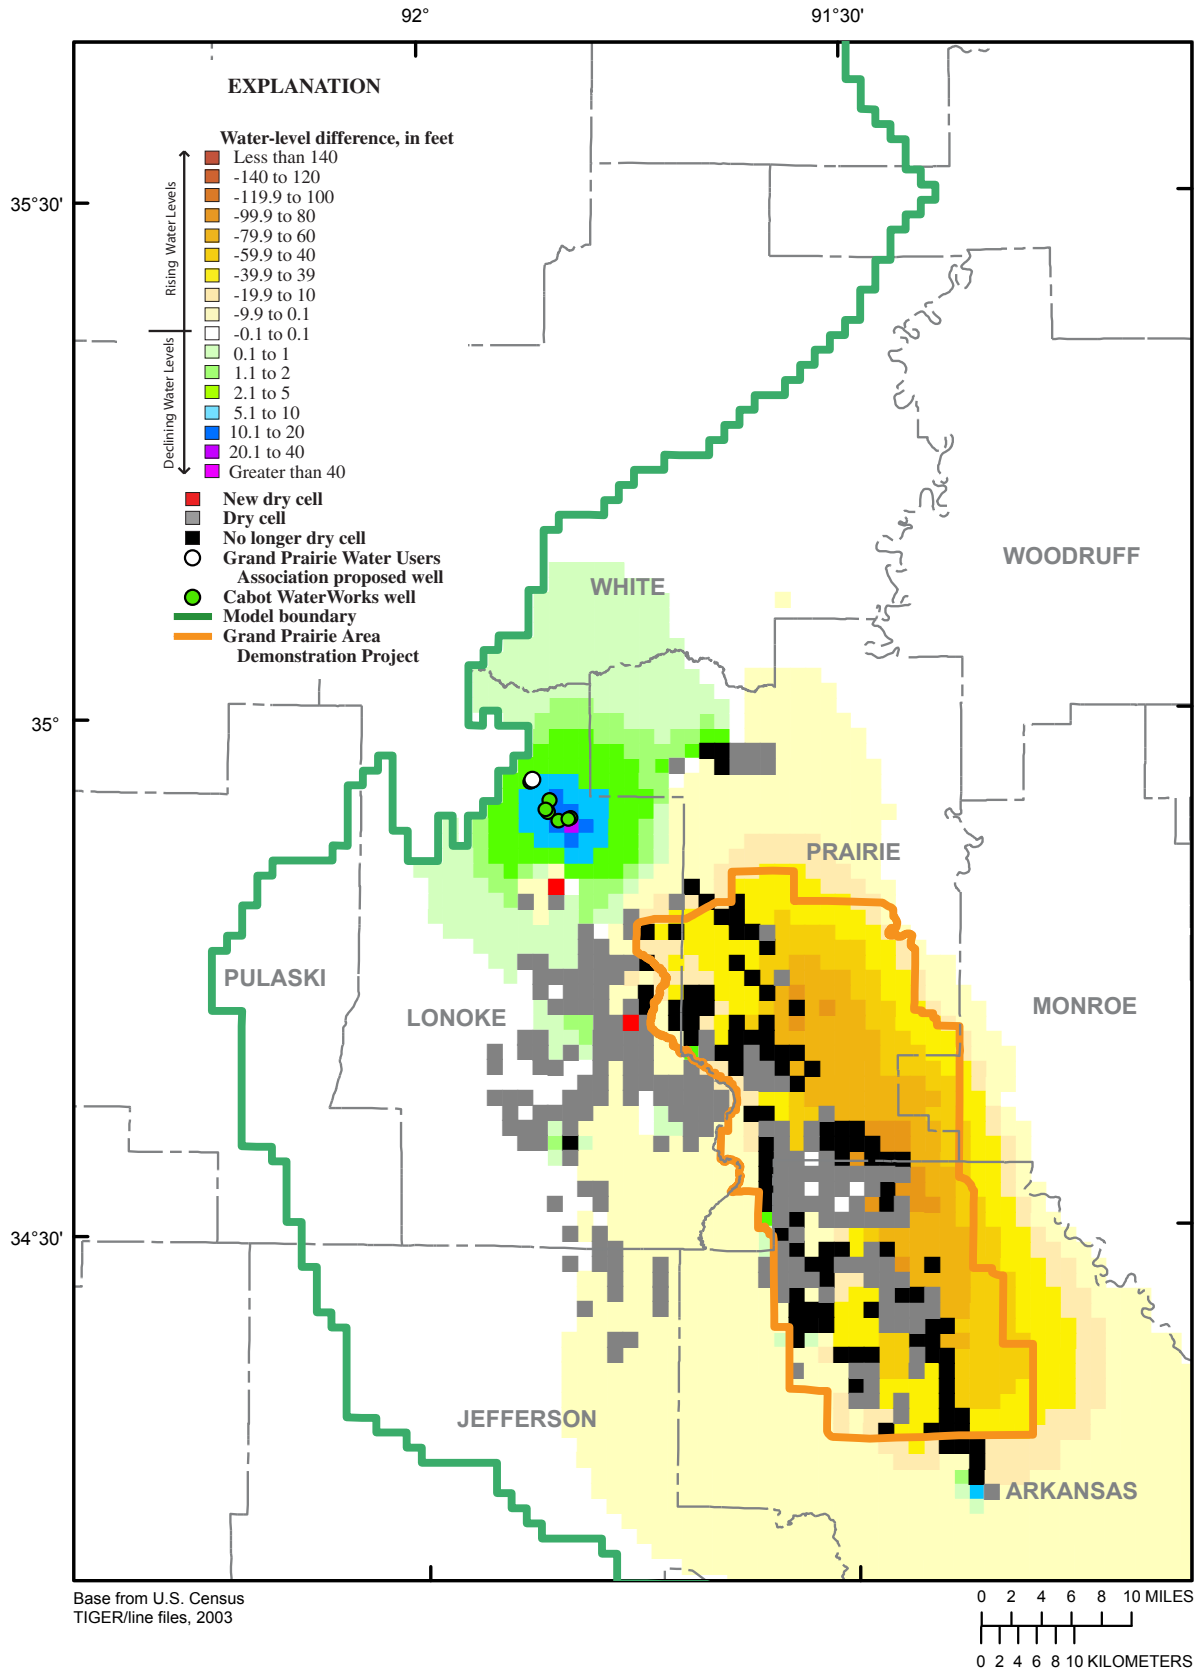 92°
91°30'
EXPLANATION
Water-level difference, in feet
Less than 140
-140 to 120
-119.9 to 100
-99.9 to 80
-79.9 to 60
-59.9 to 40
-39.9 to 39
-19.9 to 10
-9.9 to 0.1
-0.1 to 0.1
0.1 to 1
1.1 to 2
2.1 to 5
5.1 to 10
10.1 to 20
20.1 to 40
Greater than 40
Rising Water Levels
Declining Water Levels
New dry cell
Dry cell
No longer dry cell
Grand Prairie Water Users
Association proposed well
Cabot WaterWorks well
Model boundary
Grand Prairie Area
Demonstration Project
35°30'
35°
34°30'
WHITE
WOODRUFF
PRAIRIE
PULASKI
LONOKE
MONROE
JEFFERSON
ARKANSAS
Base from U.S. Census
TIGER/line files, 2003
0 2 4 6 8 10 MILES
0 2 4 6 8 10 KILOMETERS